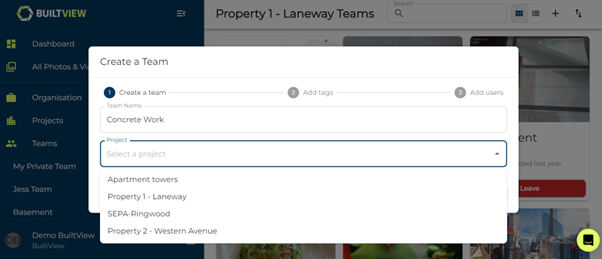 BUILTVIEW
Property 1 - Laneway Teams
Search
Dashboard
All Photos & Vi
Organisation
Projects
Teams
My Private Team
Jess Team
Basement
Demo BuiltView
BuiltView
DB
Create a Team
1 Create a team
2 Add tags
3 Add users
Team Name
Concrete Work
Project
Select a project
Apartment towers
Property 1 - Laneway
SEPA-Ringwood
Property 2 - Western Avenue
ment
ded last year
Leave